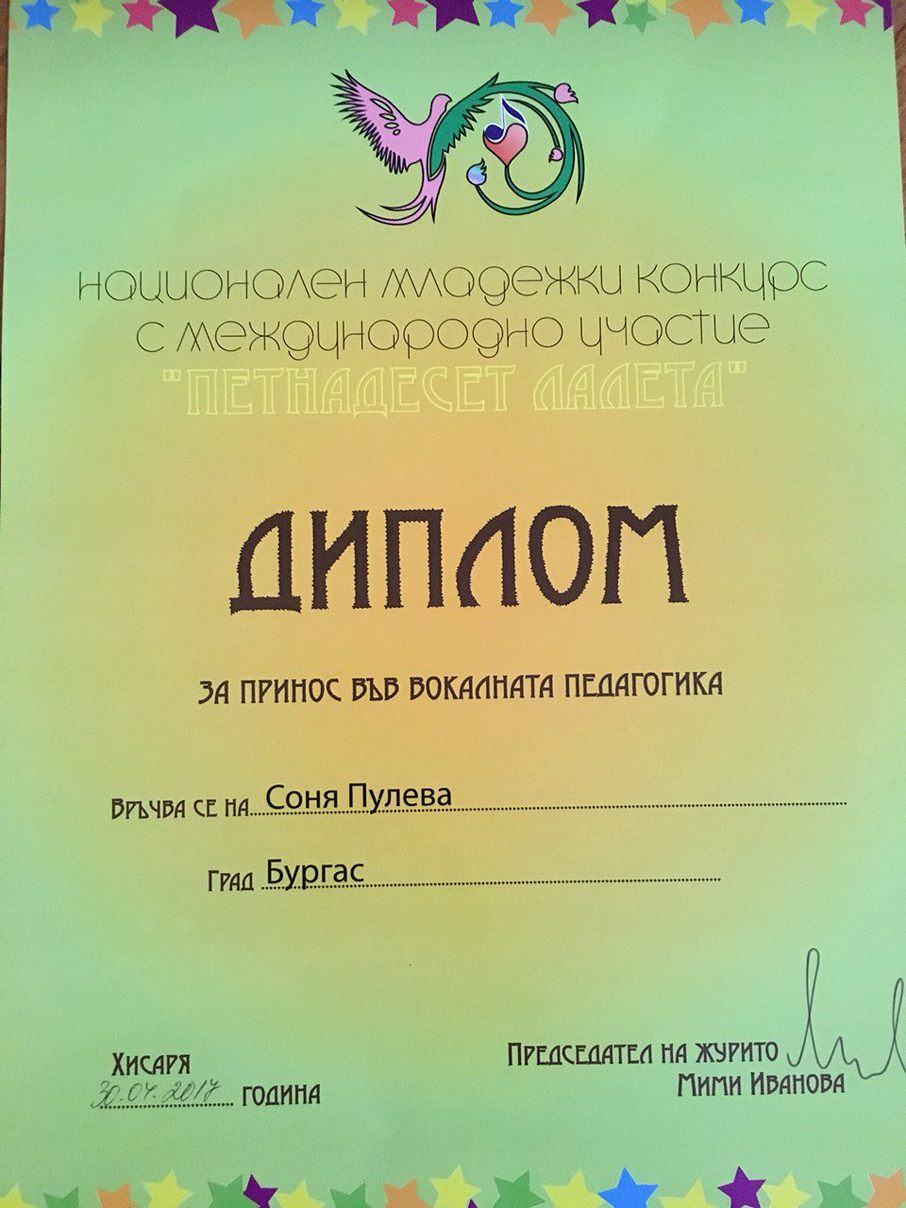 национален младежки конкурс
с международно участие
"ПЕТНАДЕСЕТ ЛАЛЕТА"
ДИПЛОМ
ЗА ПРИНОС ВЪВ ВОКАЛНАТА ПЕДАГОГИКА
Връчва се на Соня Пулева
Град Бургас
Хисаря
30.04.2017 година
Председател на журито
Мими Иванова